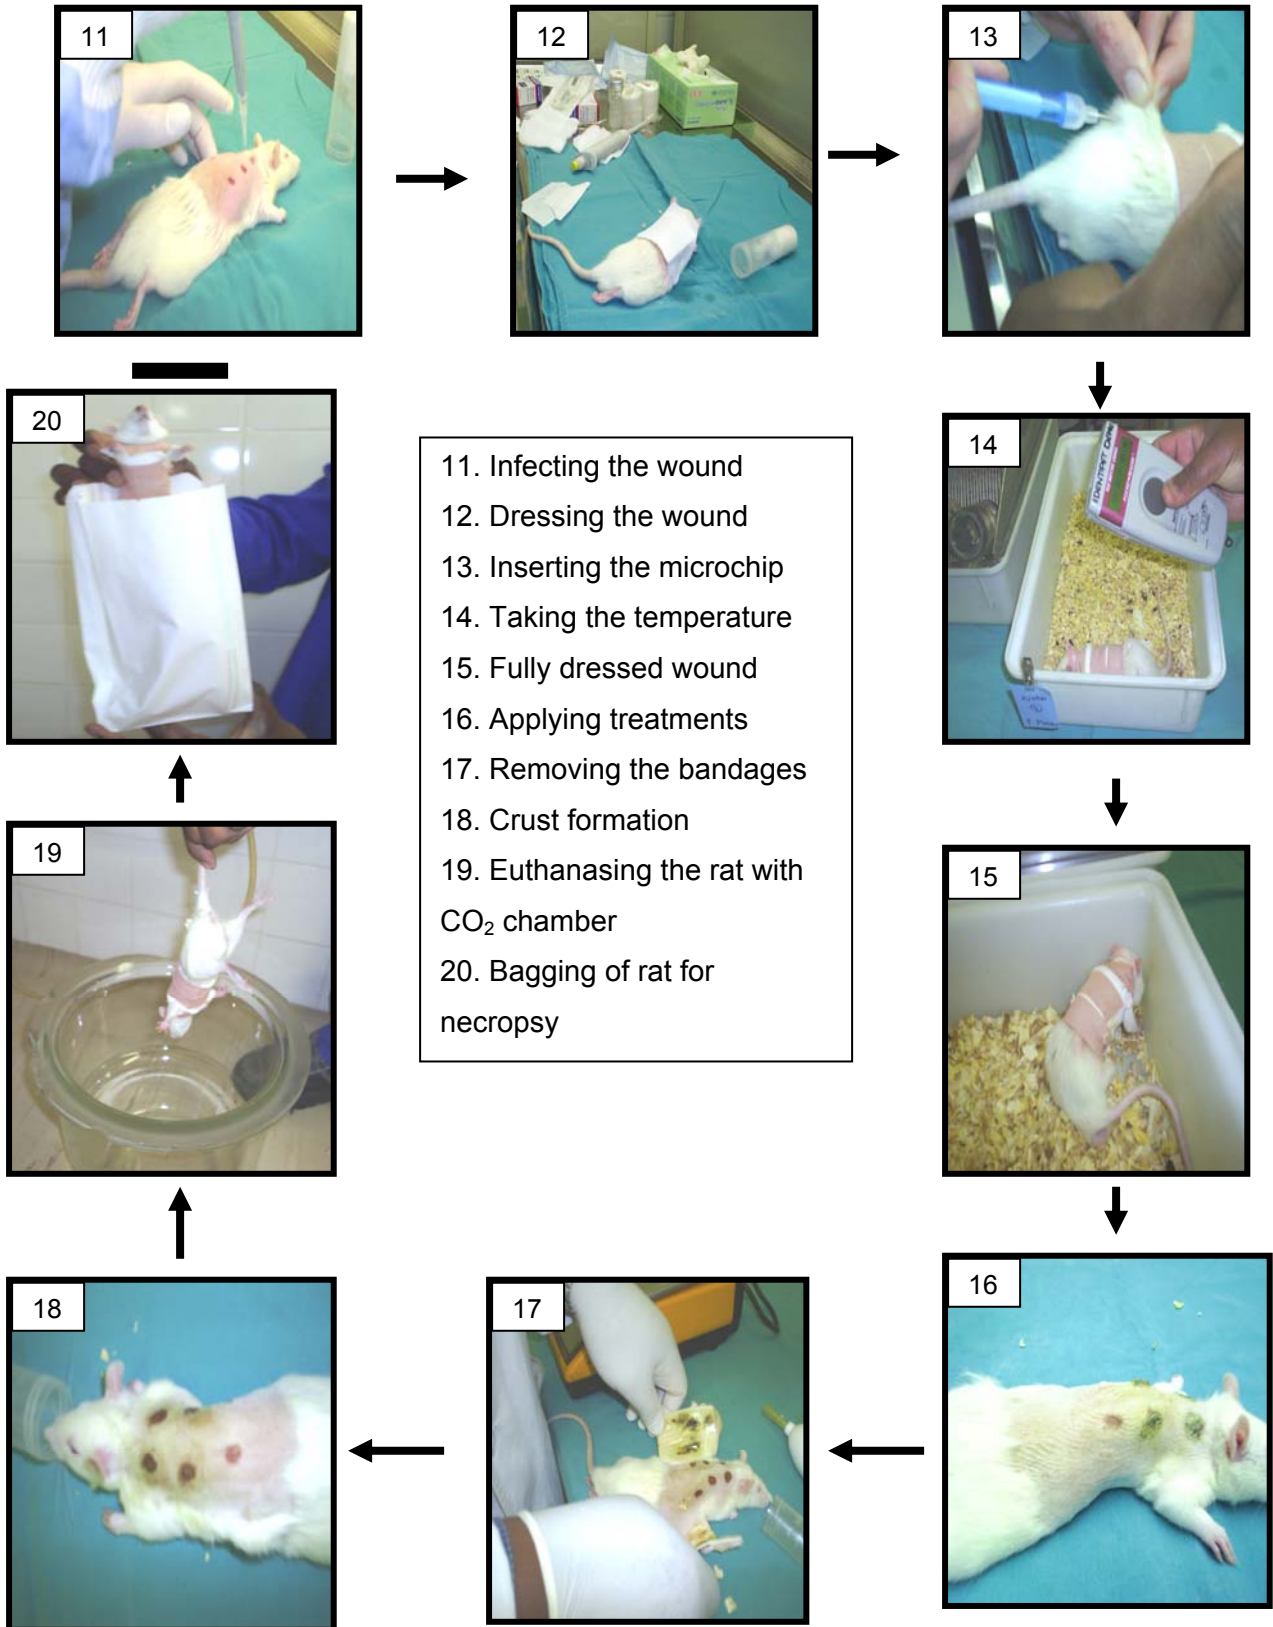 11
12
13
20
14
11. Infecting the wound
12. Dressing the wound
13. Inserting the microchip
14. Taking the temperature
15. Fully dressed wound
16. Applying treatments
17. Removing the bandages
18. Crust formation
19. Euthanasing the rat with
CO₂ chamber
20. Bagging of rat for
necropsy
19
15
18
17
16